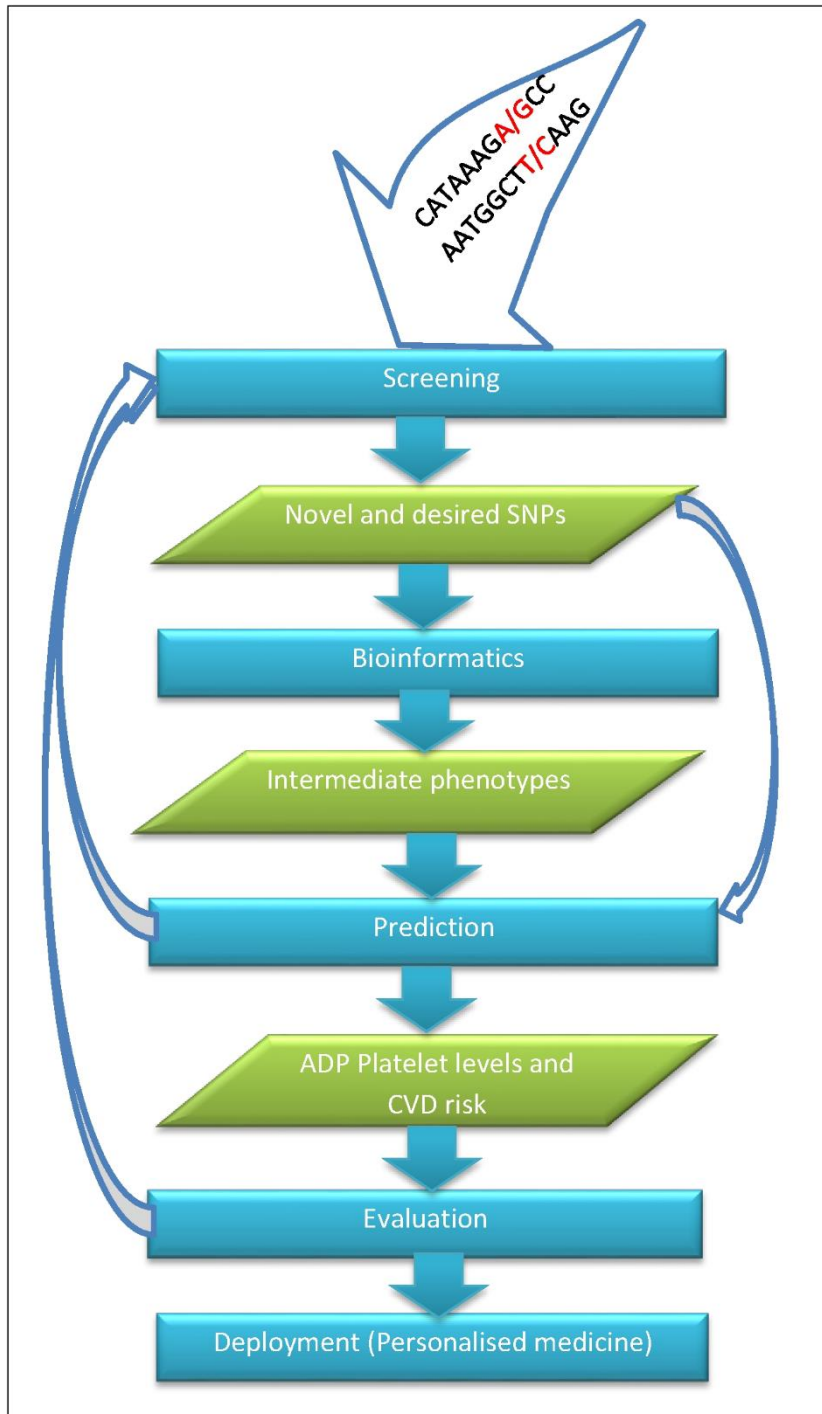 CATAAAGA/GCC
AATGGCTT/CAAG
Screening
Novel and desired SNPs
Bioinformatics
Intermediate phenotypes
Prediction
ADP Platelet levels and
CVD risk
Evaluation
Deployment (Personalised medicine)